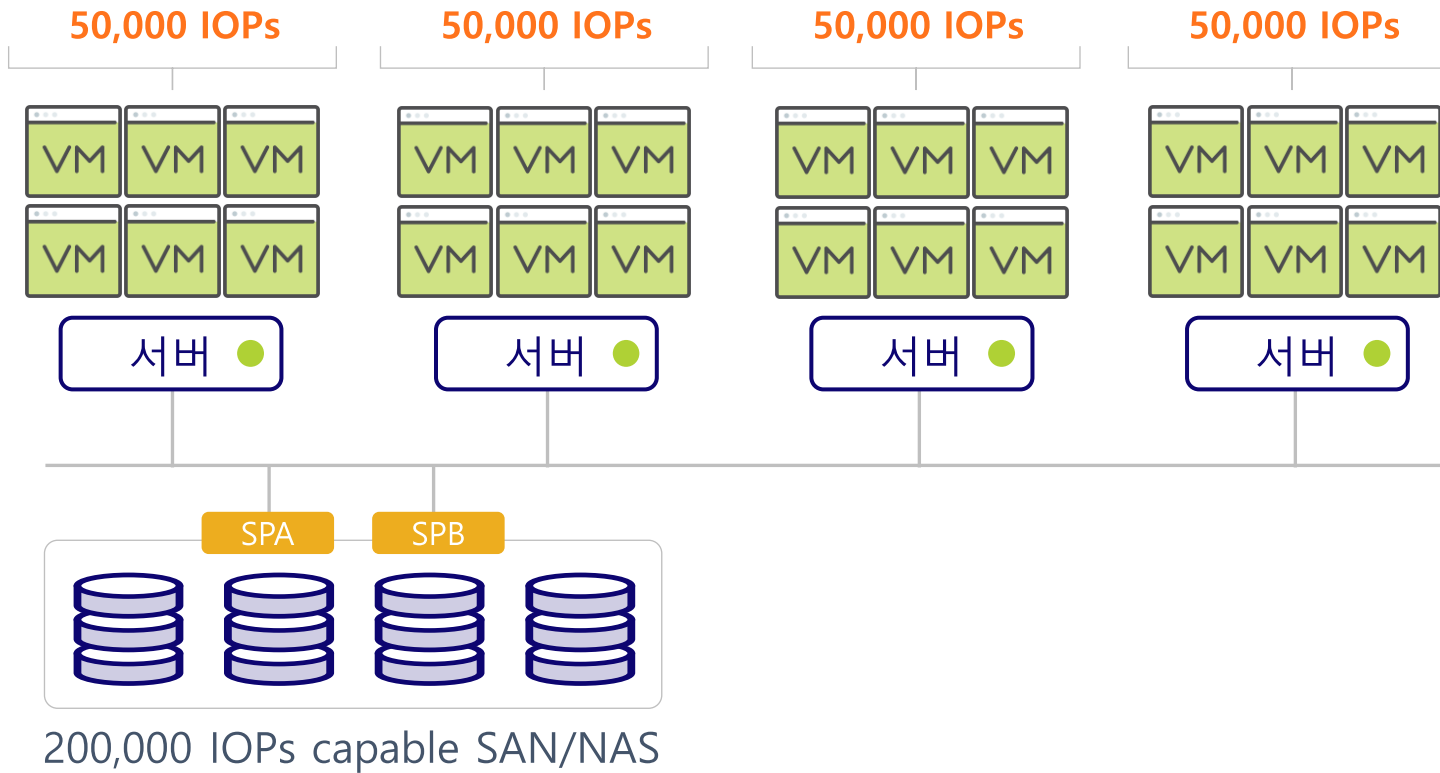 50,000 IOPs 50,000 IOPs 50,000 IOPs 50,000 IOPs
VM VM VM VM VM VM VM VM VM VM VM VM
VM VM VM VM VM VM VM VM VM VM VM VM
서버 서버 서버 서버
SPA SPB
200,000 IOPs capable SAN/NAS